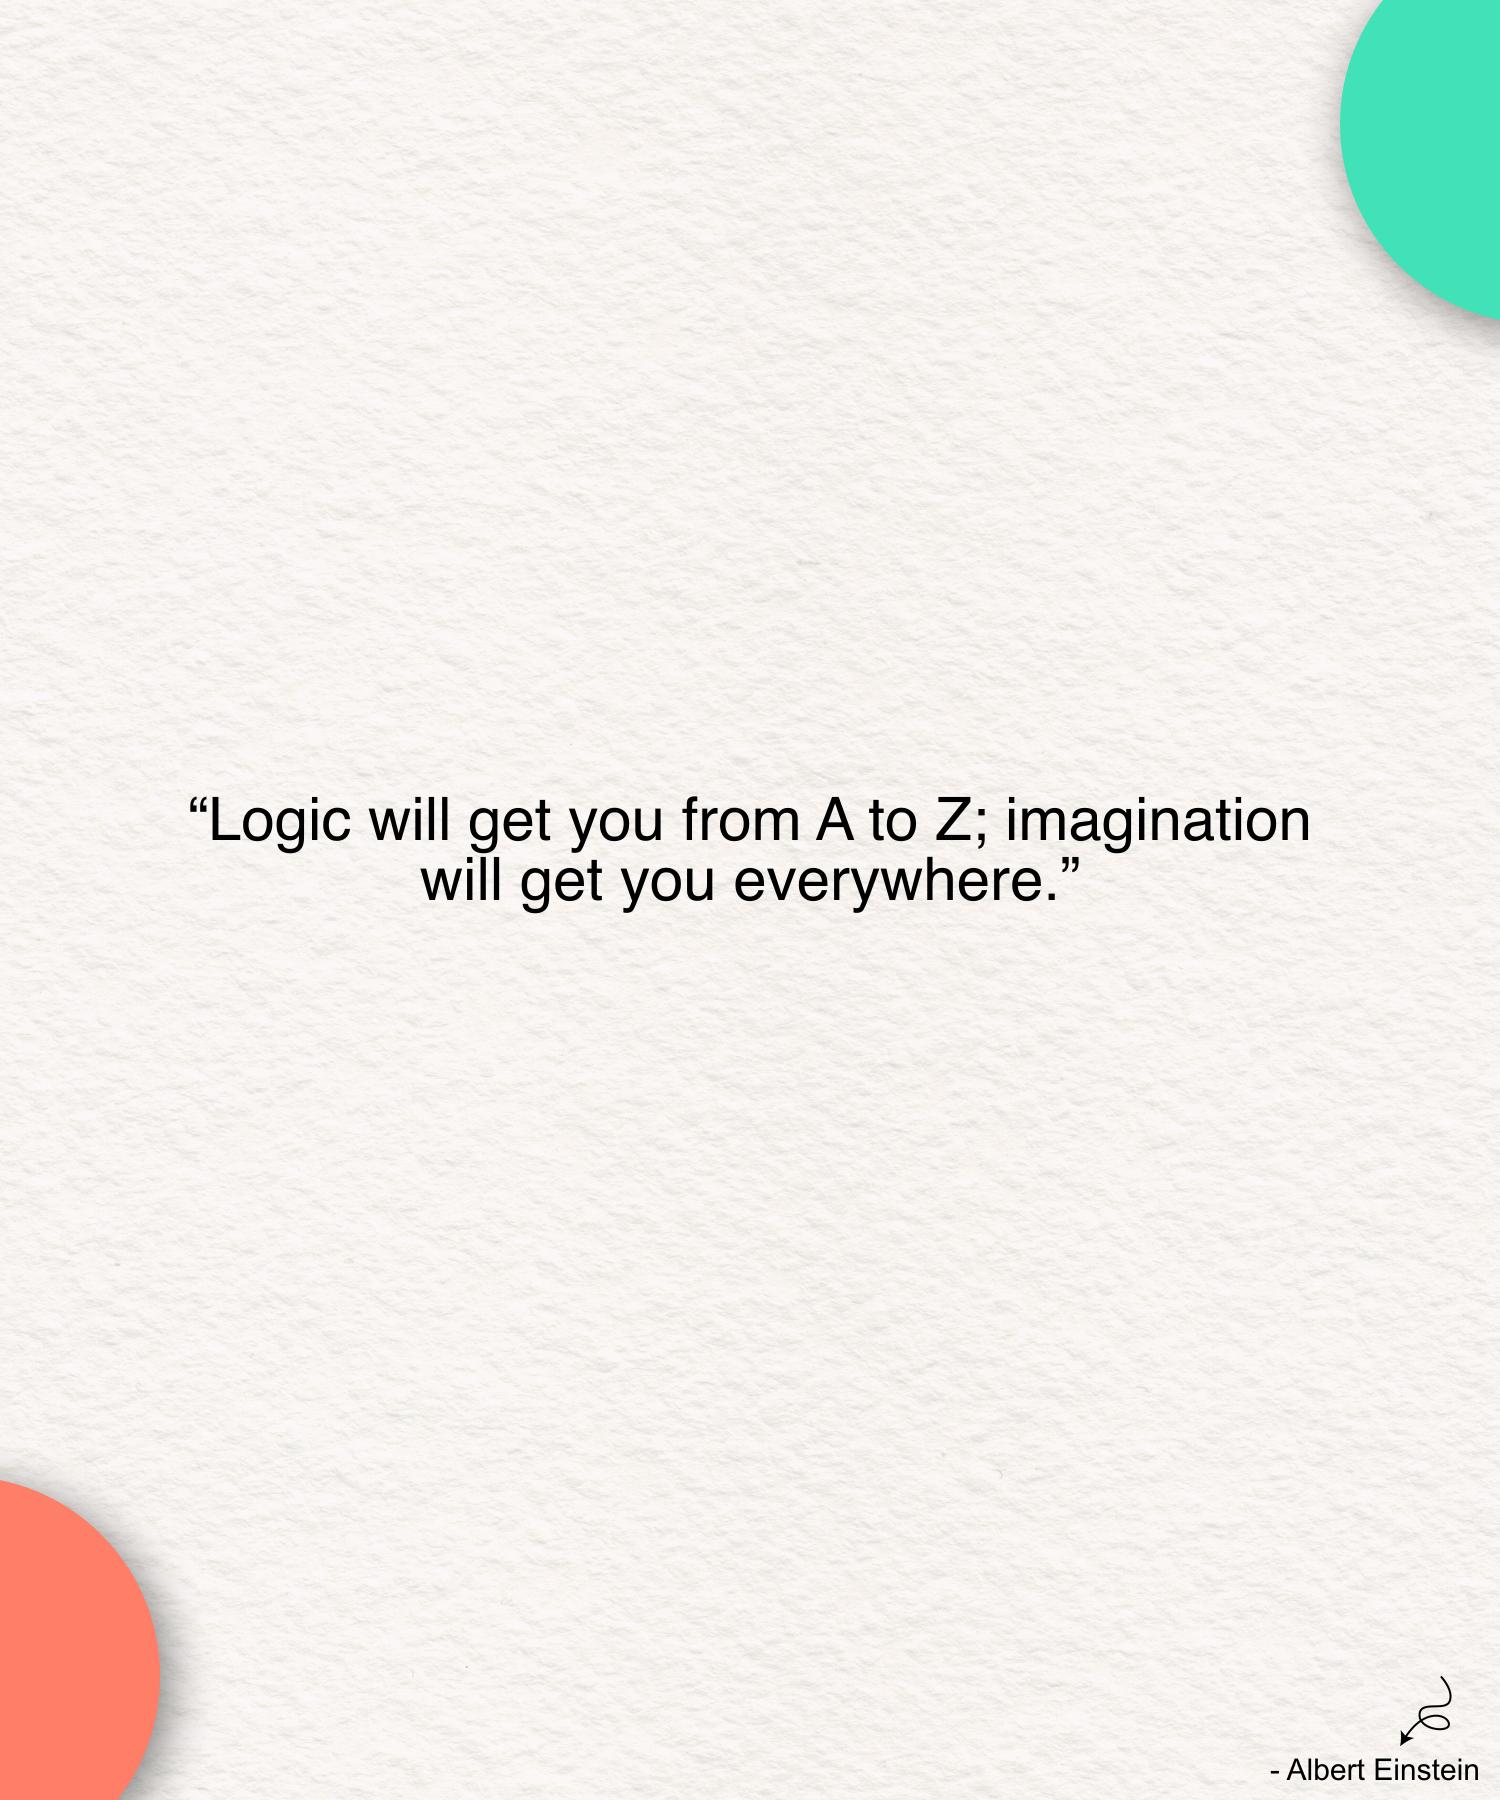 “Logic will get you from A to Z; imagination
will get you everywhere.”
- Albert Einstein